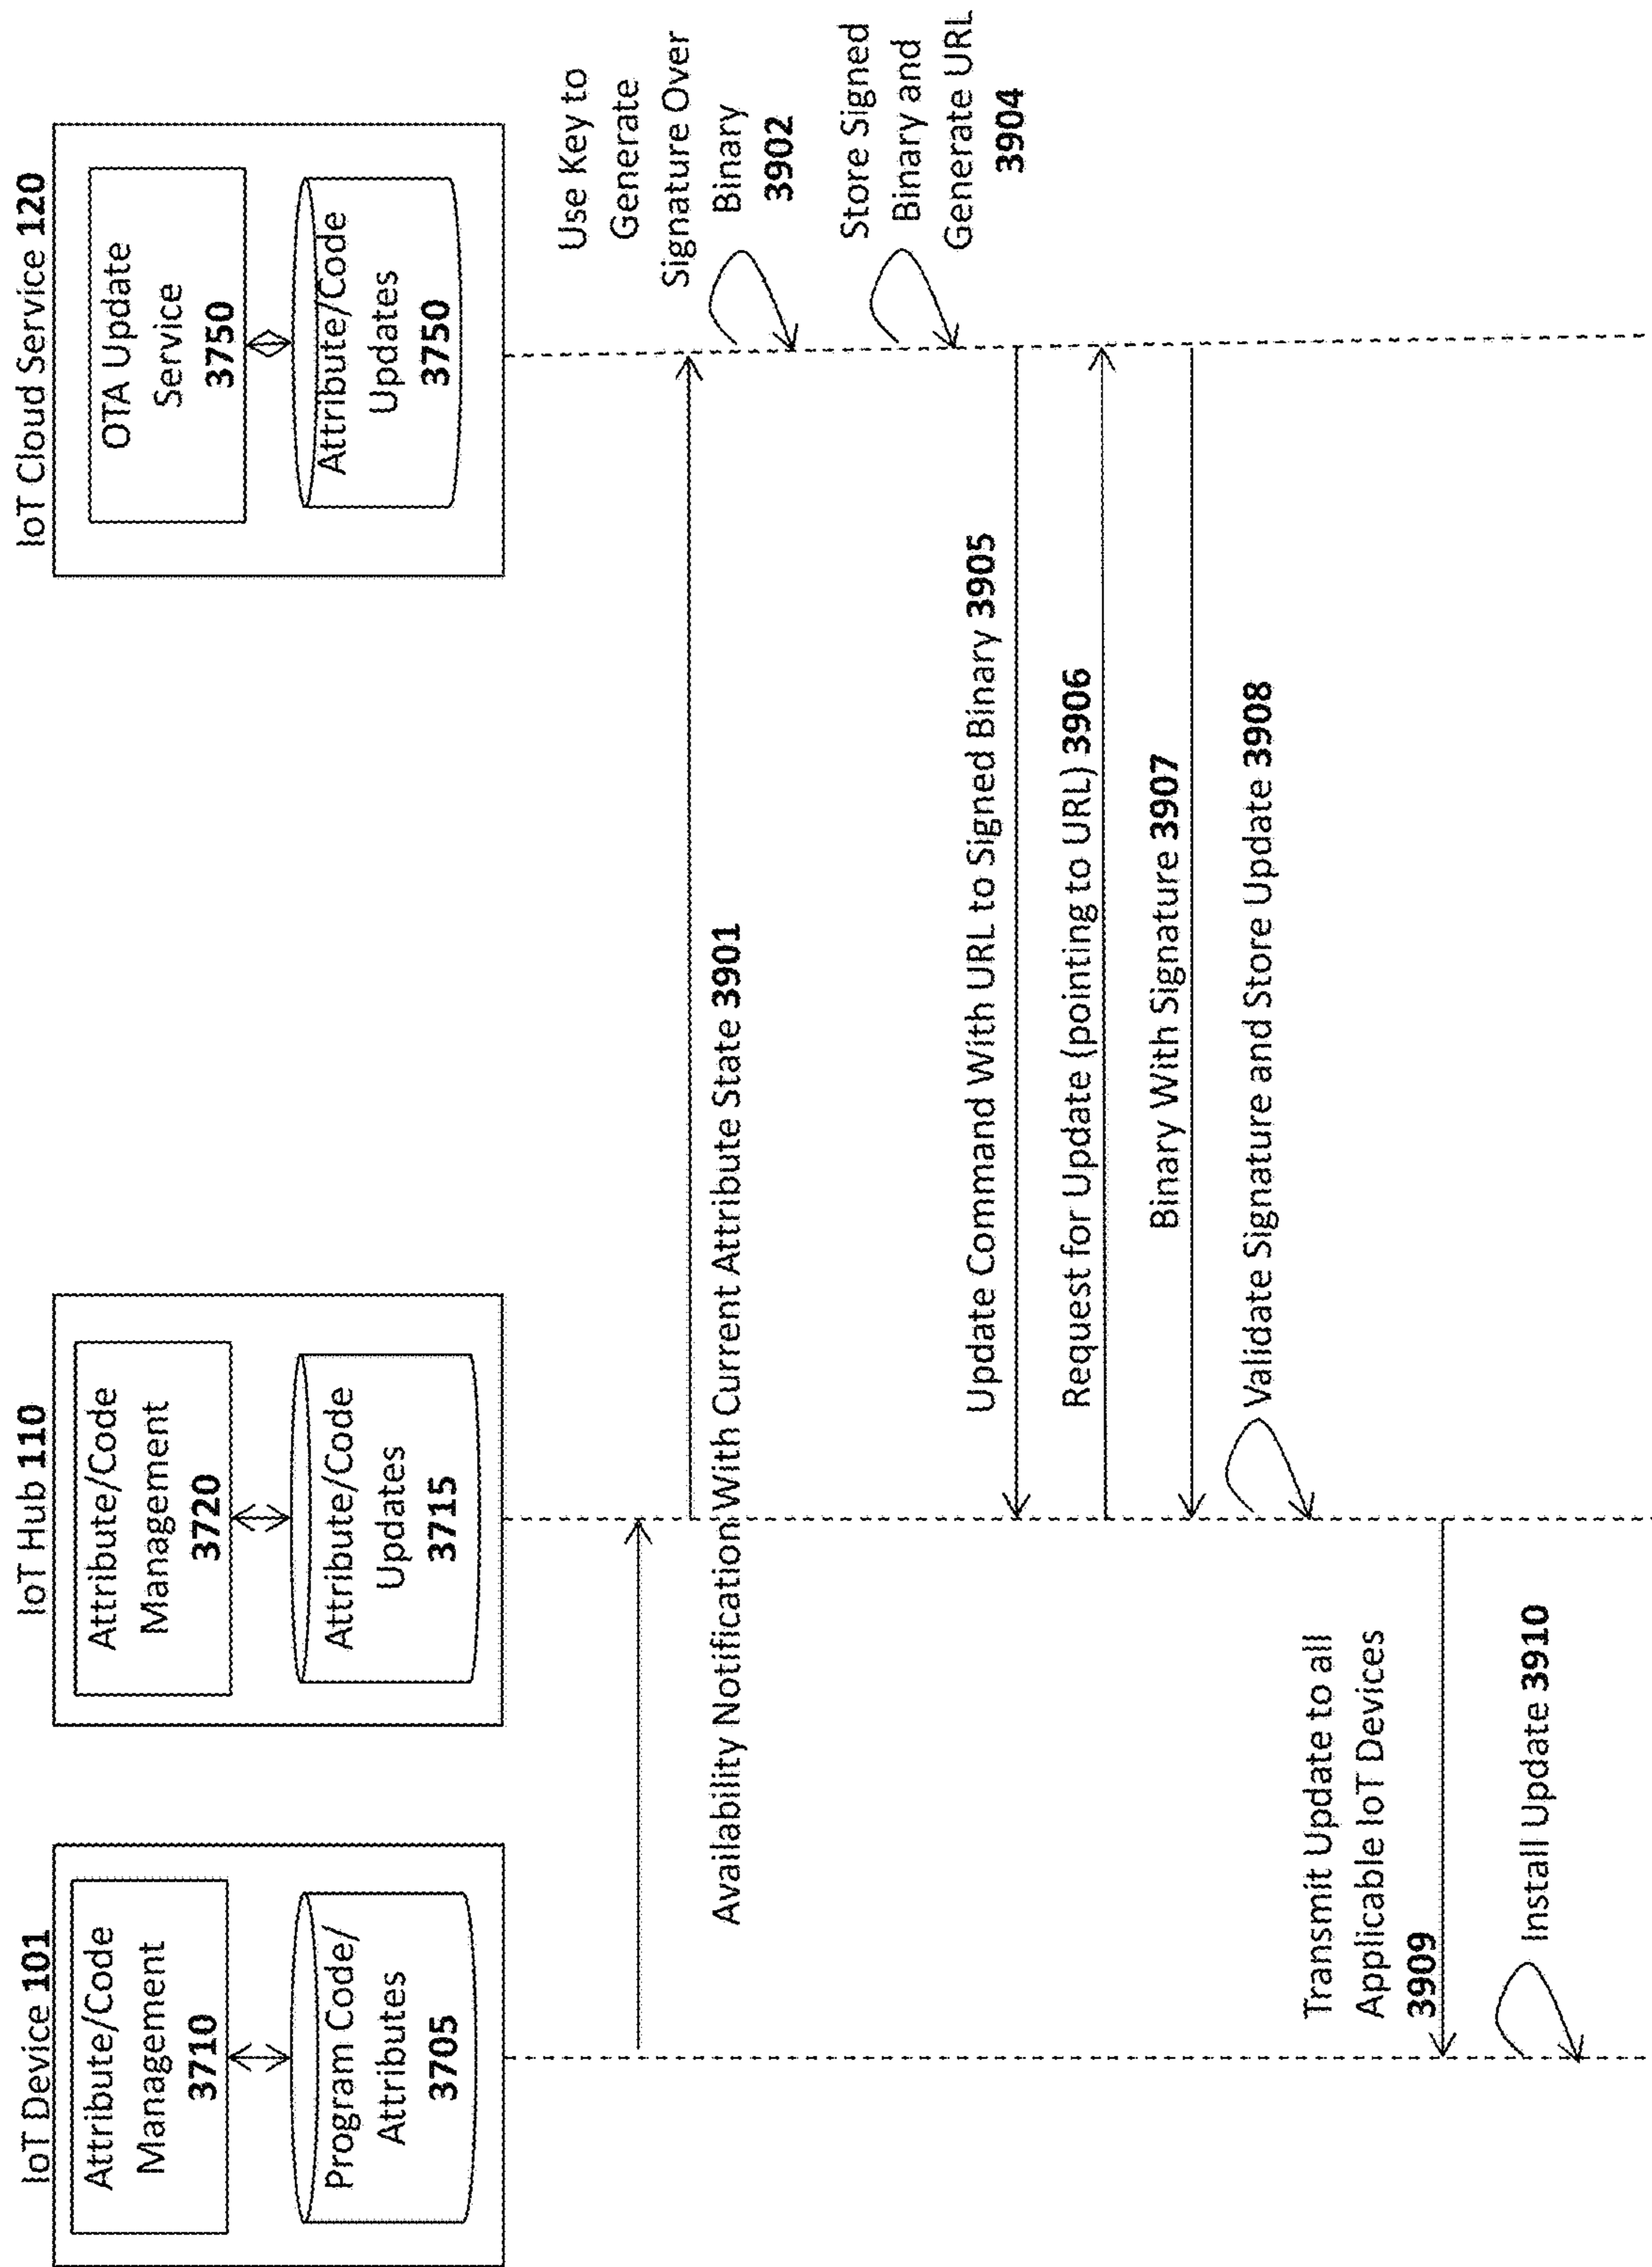 IoT Device 101
Attribute/Code
Management
3710
Program Code/
Attributes
3705
IoT Hub 110
Attribute/Code
Management
3720
Attribute/Code
Updates
3715
IoT Cloud Service 120
OTA Update
Service
3750
Attribute/Code
Updates
3750
Availability Notification With Current Attribute State 3901
Use Key to
Generate
Signature Over
Binary
3902
Store Signed
Binary and
Generate URL
3904
Update Command With URL to Signed Binary 3905
Request for Update (pointing to URL) 3906
Binary With Signature 3907
Validate Signature and Store Update 3908
Transmit Update to all
Applicable IoT Devices
3909
Install Update 3910